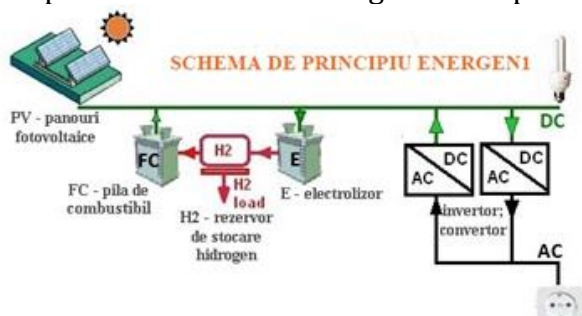 SCHEMA DE PRINCIPIU ENERGEN1
PV - panouri
fotovoltaice
DC
FC
H2
E
H2
load
FC - pila de
combustibil
E - electrolizor
H2 - rezervor
de stocare
hidrogen
DC
AC
DC
AC
invertor;
convertor
AC